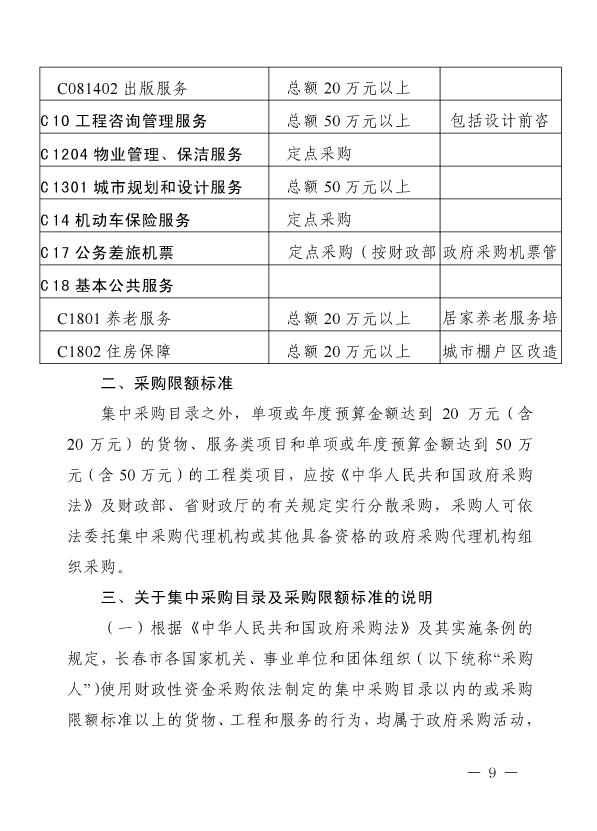 C081402 出版服务 总额 20 万元以上
C10 工程咨询管理服务 总额 50 万元以上 包括设计前咨
C1204 物业管理、保洁服务 定点采购
C1301 城市规划和设计服务 总额 50 万元以上
C14 机动车保险服务 定点采购
C17 公务差旅机票 定点采购（按财政部 政府采购机票管
C18 基本公共服务
C1801 养老服务 总额 20 万元以上 居家养老服务培
C1802 住房保障 总额 20 万元以上 城市棚户区改造
二、采购限额标准
集中采购目录之外，单项或年度预算金额达到 20 万元（含
20 万元）的货物、服务类项目和单项或年度预算金额达到 50 万
元（含 50 万元）的工程类项目，应按《中华人民共和国政府采购
法》及财政部、省财政厅的有关规定实行分散采购，采购人可依
法委托集中采购代理机构或其他具备资格的政府采购代理机构组
织采购。
三、关于集中采购目录及采购限额标准的说明
（一）根据《中华人民共和国政府采购法》及其实施条例的
规定，长春市各国家机关、事业单位和团体组织（以下统称“采购
人”）使用财政性资金采购依法制定的集中采购目录以内的或采购
限额标准以上的货物、工程和服务的行为，均属于政府采购活动，
— 9 —